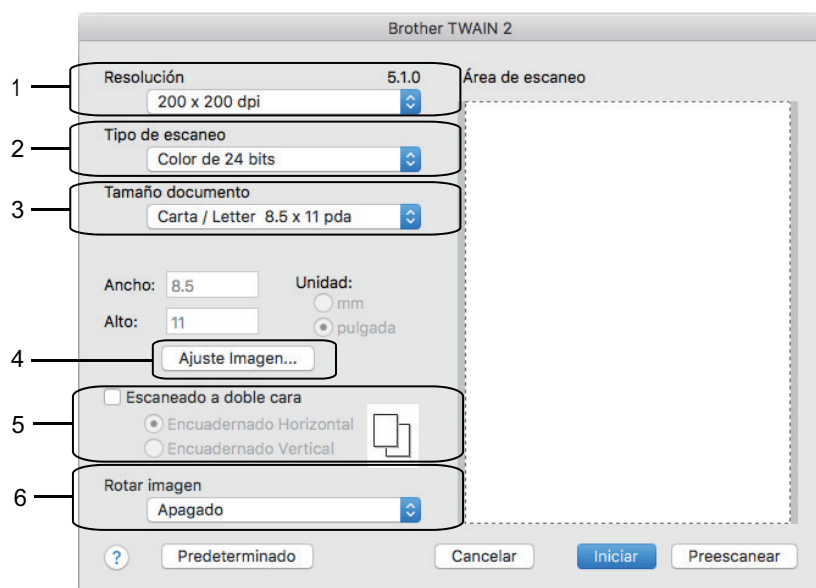 Brother TWAIN 2
1
Resolución 5.1.0
200 x 200 dpi
2
Tipo de escaneo
Color de 24 bits
3
Tamaño documento
Carta / Letter 8.5 x 11 pda
Ancho: 8.5
Unidad:
mm
Alto: 11
pulgada
4
Ajuste Imagen...
5
Escaneado a doble cara
Encuadernado Horizontal
Encuadernado Vertical
6
Rotar imagen
Apagado
Área de escaneo
?
Predeterminado
Cancelar
Iniciar
Preescanear